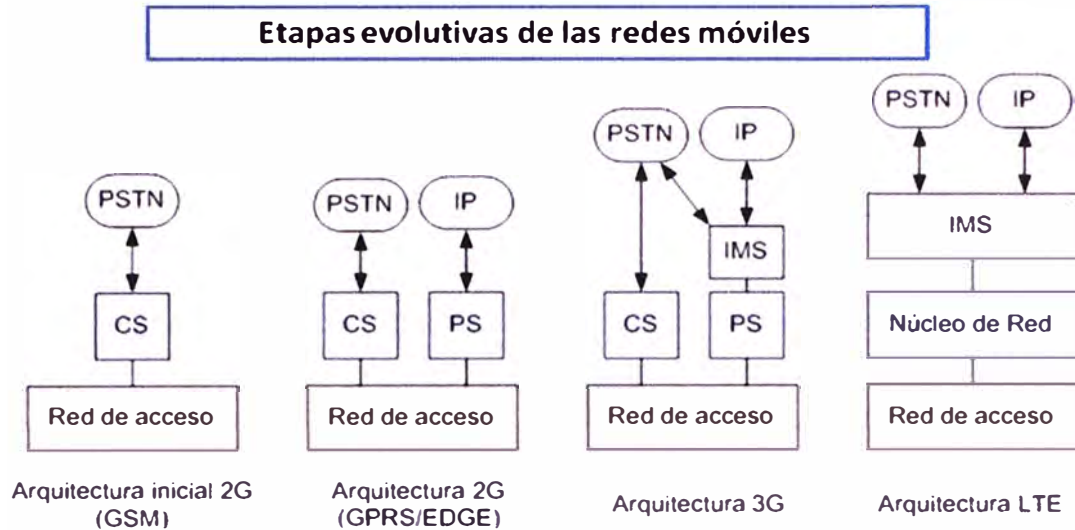 Etapas evolutivas de las redes móviles
PSTN
CS
Red de acceso
Arquitectura inicial 2G
(GSM)
PSTN IP
CS PS
Red de acceso
Arquitectura 2G
(GPRS/EDGE)
PSTN IP
IMS
CS PS
Red de acceso
Arquitectura 3G
PSTN IP
IMS
Núcleo de Red
Red de acceso
Arquitectura LTE